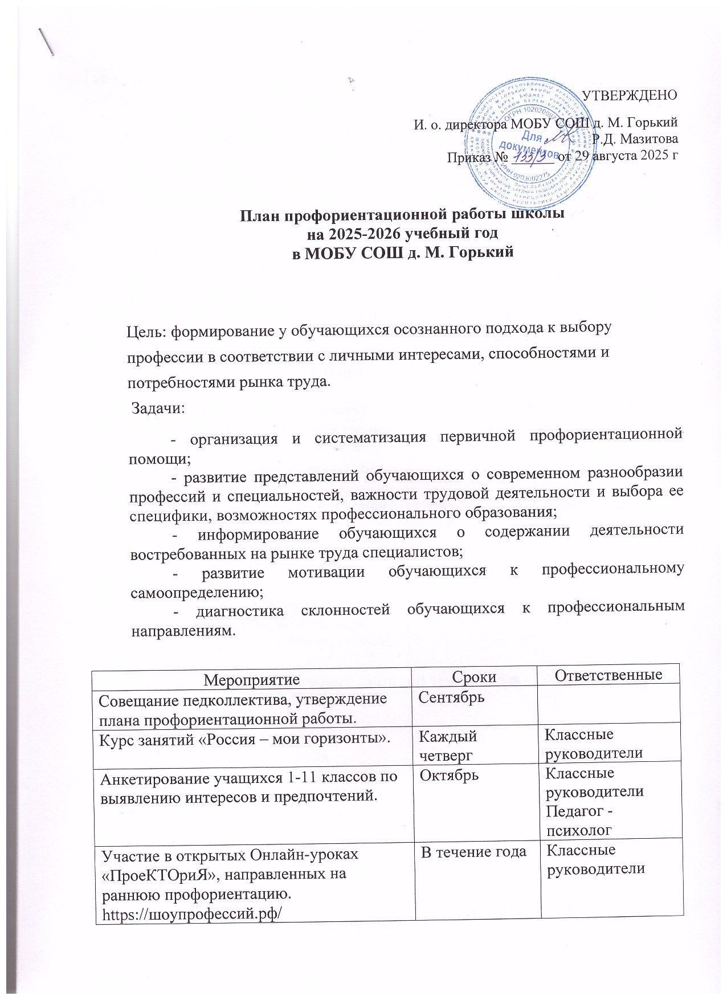 УТВЕРЖДЕНО
И. о. директора МОБУ СОШ д. М. Горький
Р.Д. Мазитова
Приказ № 133/3 от 29 августа 2025 г
Для
документов
ИНН 0203002275
План профориентационной работы школы
на 2025-2026 учебный год
в МОБУ СОШ д. М. Горький
Цель: формирование у обучающихся осознанного подхода к выбору
профессии в соответствии с личными интересами, способностями и
потребностями рынка труда.
Задачи:
- организация и систематизация первичной профориентационной
помощи;
- развитие представлений обучающихся о современном разнообразии
профессий и специальностей, важности трудовой деятельности и выбора ее
специфики, возможностях профессионального образования;
- информирование обучающихся о содержании деятельности
востребованных на рынке труда специалистов;
- развитие мотивации обучающихся к профессиональному
самоопределению;
- диагностика склонностей обучающихся к профессиональным
направлениям.
Мероприятие Сроки Ответственные
Совещание педколлектива, утверждение Сентябрь
плана профориентационной работы.
Курс занятий «Россия – мои горизонты». Каждый Классные
четверг руководители
Анкетирование учащихся 1-11 классов по Октябрь Классные
выявлению интересов и предпочтений. руководители
Педагог -
психолог
Участие в открытых Онлайн-уроках В течение года Классные
«ПроеКТОриЯ», направленных на руководители
раннюю профориентацию.
https://шоупрофессий.рф/